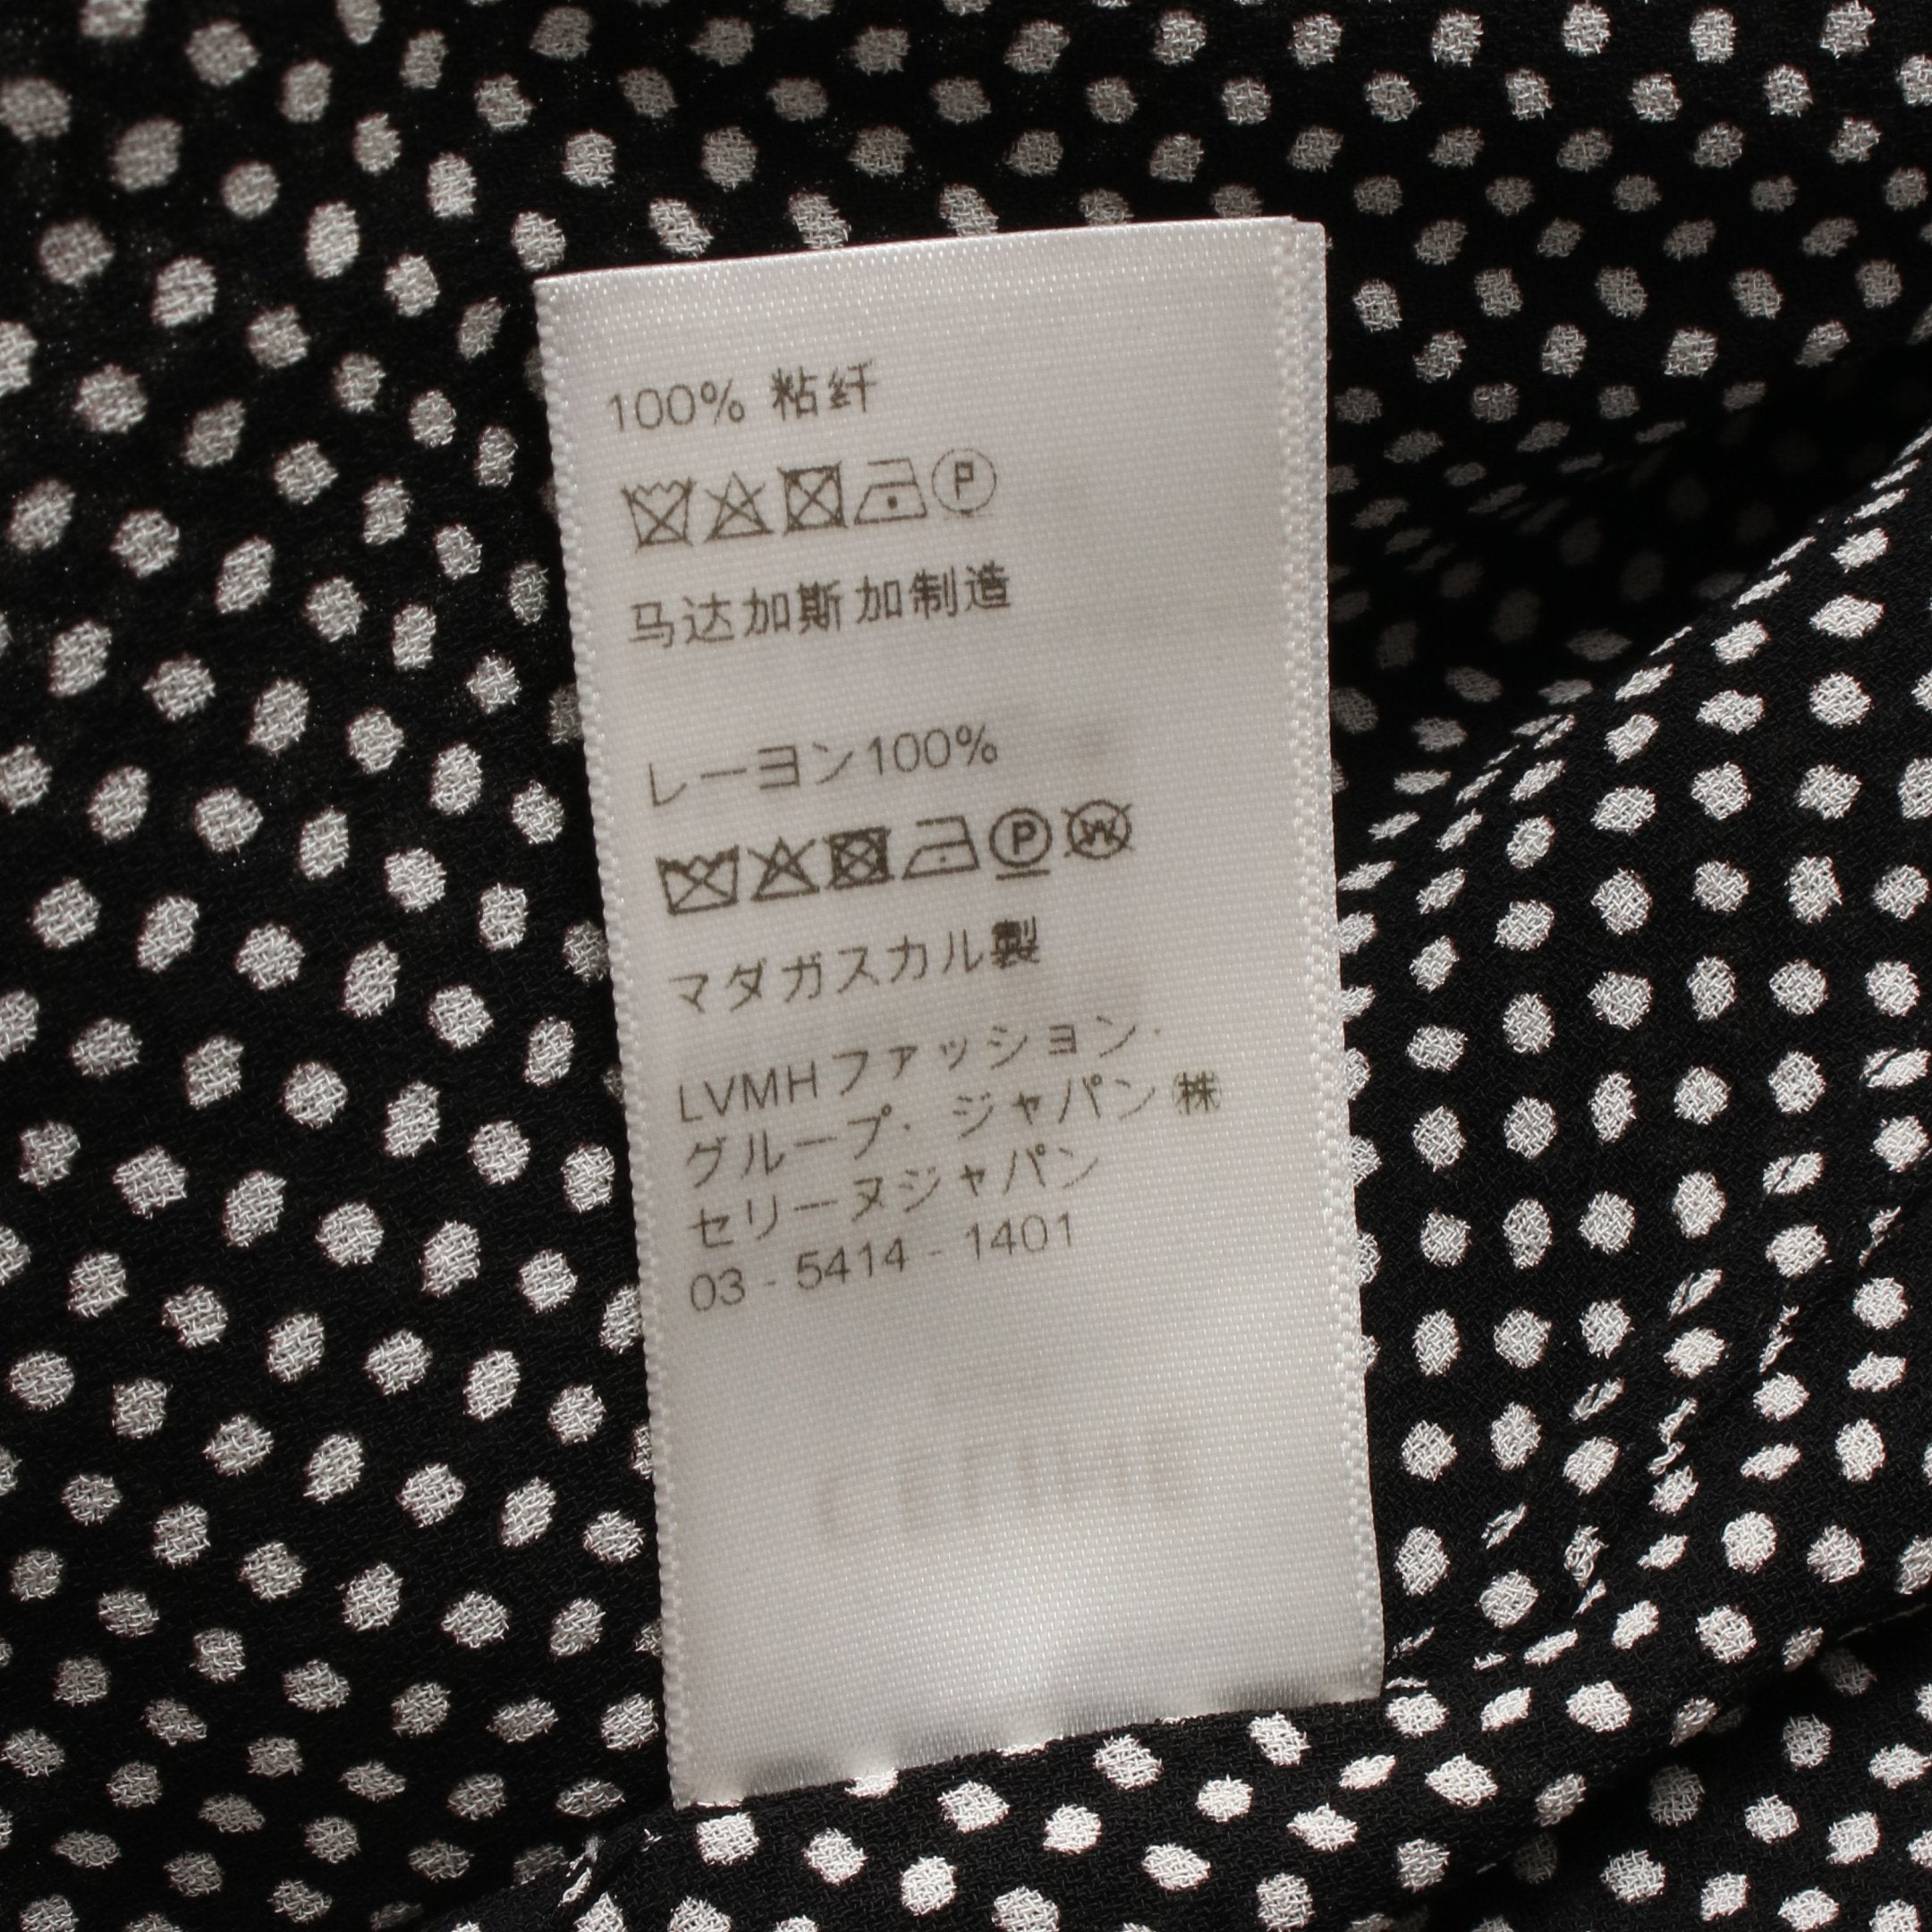 100% 粘纤
P
马达加斯加制造
レーヨン100%
P W
マダガスカル製
LVMHファッション·
グループ· ジャパン㈱
セリーヌジャパン
03 - 5414 - 1401